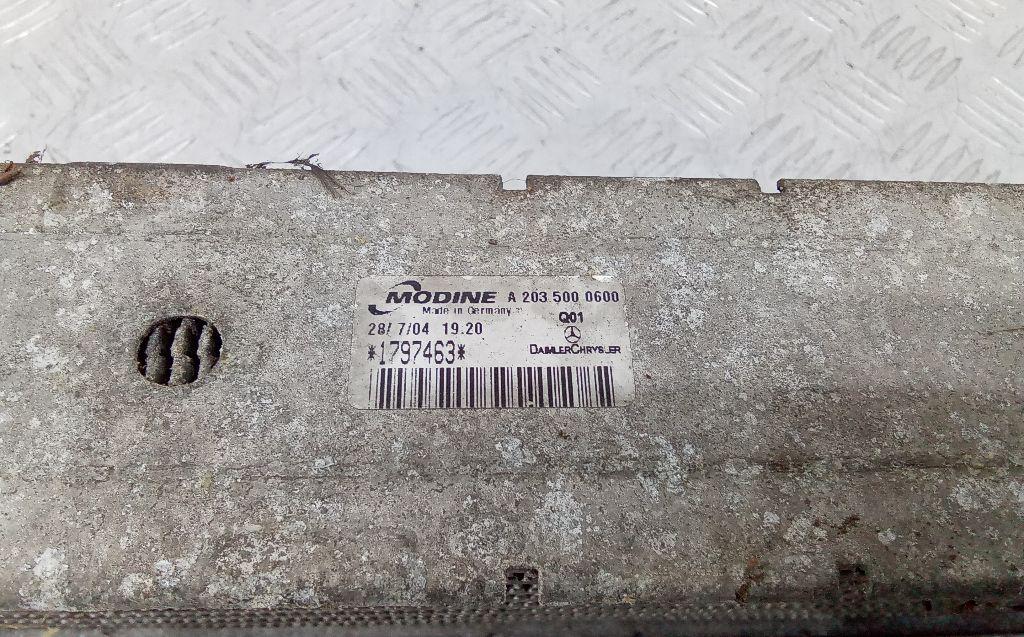 MODINE A 203 500 0600
Made in Germany
28/ 7/04 19.20 Q01
*1797463* DAIMLERCHRYSLER